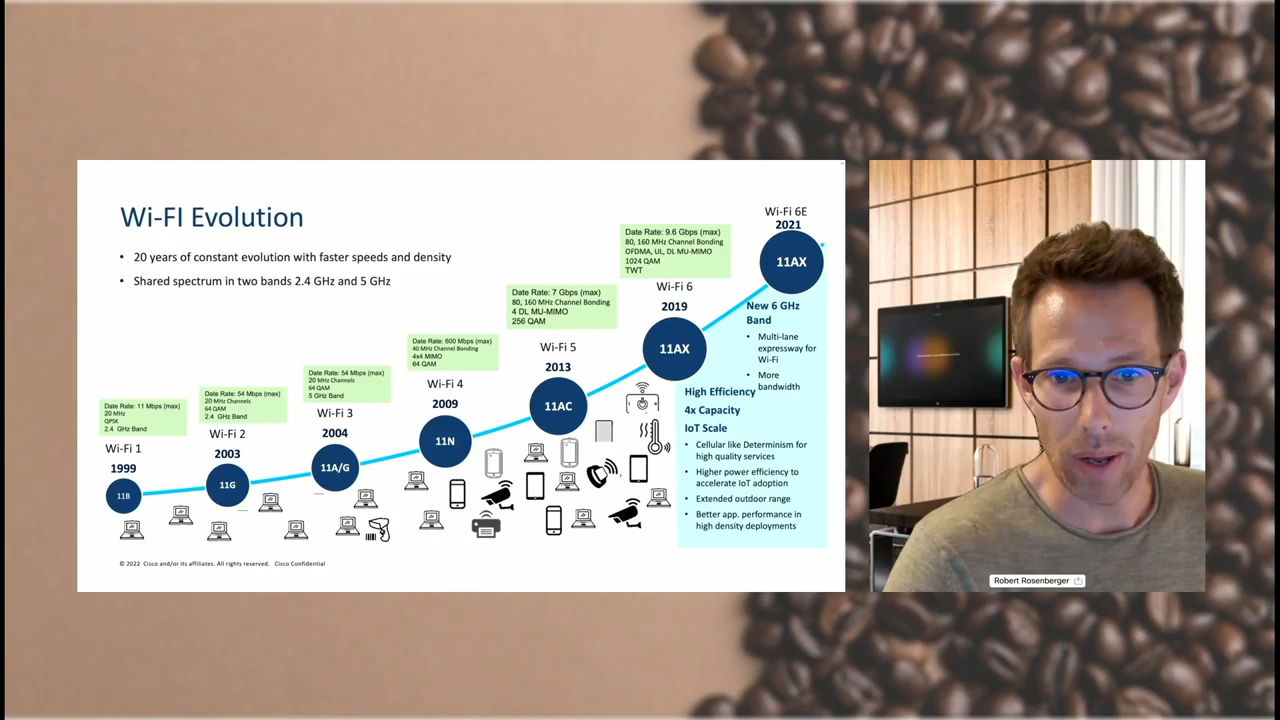 Wi-FI Evolution
• 20 years of constant evolution with faster speeds and density
• Shared spectrum in two bands 2.4 GHz and 5 GHz
Date Rate: 11 Mbps (max)
20 MHz
QPSK
2.4 GHz Band
Wi-Fi 1
1999
11B
Date Rate: 54 Mbps (max)
20 MHz Channels
64 QAM
2.4 GHz Band
Wi-Fi 2
2003
11G
Date Rate: 54 Mbps (max)
20 MHz Channels
64 QAM
5 GHz Band
Wi-Fi 3
2004
11A/G
Date Rate: 600 Mbps (max)
40 MHz Channel Bonding
4x4 MIMO
64 QAM
Wi-Fi 4
2009
11N
Date Rate: 7 Gbps (max)
80, 160 MHz Channel Bonding
4 DL MU-MIMO
256 QAM
Wi-Fi 5
2013
11AC
Date Rate: 9.6 Gbps (max)
80, 160 MHz Channel Bonding
OFDMA, UL, DL MU-MIMO
1024 QAM
TWT
Wi-Fi 6
2019
11AX
Wi-Fi 6E
2021
11AX
New 6 GHz
Band
• Multi-lane
expressway for
Wi-Fi
• More
bandwidth
High Efficiency
4x Capacity
IoT Scale
• Cellular like Determinism for
high quality services
• Higher power efficiency to
accelerate IoT adoption
• Extended outdoor range
• Better app. performance in
high density deployments
© 2022 Cisco and/or its affiliates. All rights reserved. Cisco Confidential
Robert Rosenberger